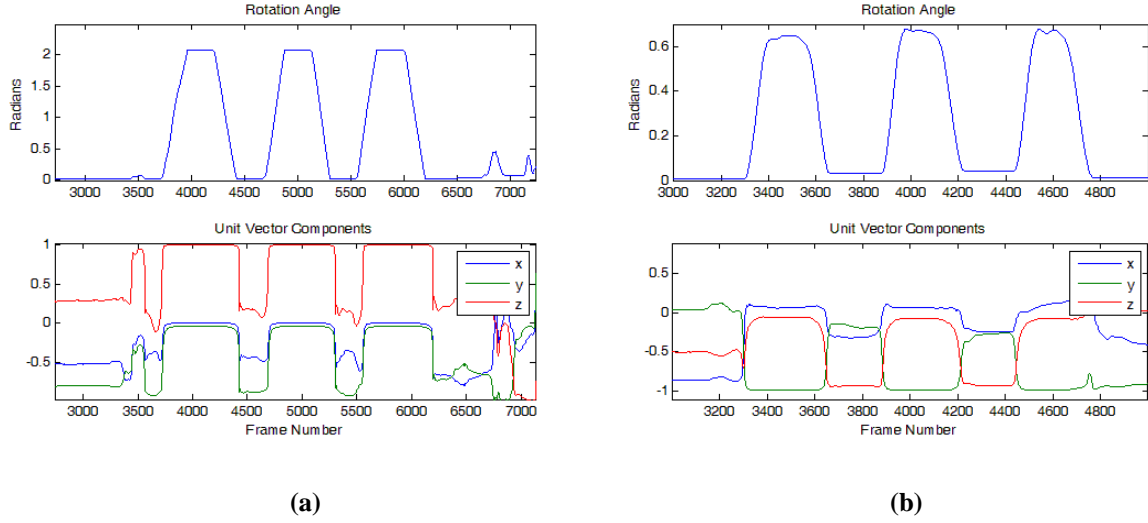 Rotation Angle
Radians
2
1.5
1
0.5
0
3000 3500 4000 4500 5000 5500 6000 6500 7000
Unit Vector Components
1
0.5
0
-0.5
x
y
z
3000 3500 4000 4500 5000 5500 6000 6500 7000
Frame Number
(a)
Rotation Angle
Radians
0.6
0.4
0.2
0
3000 3400 3600 3800 4000 4200 4400 4600 4800
Unit Vector Components
0.5
0
-0.5
-1
x
y
z
3200 3400 3600 3800 4000 4200 4400 4600 4800
Frame Number
(b)